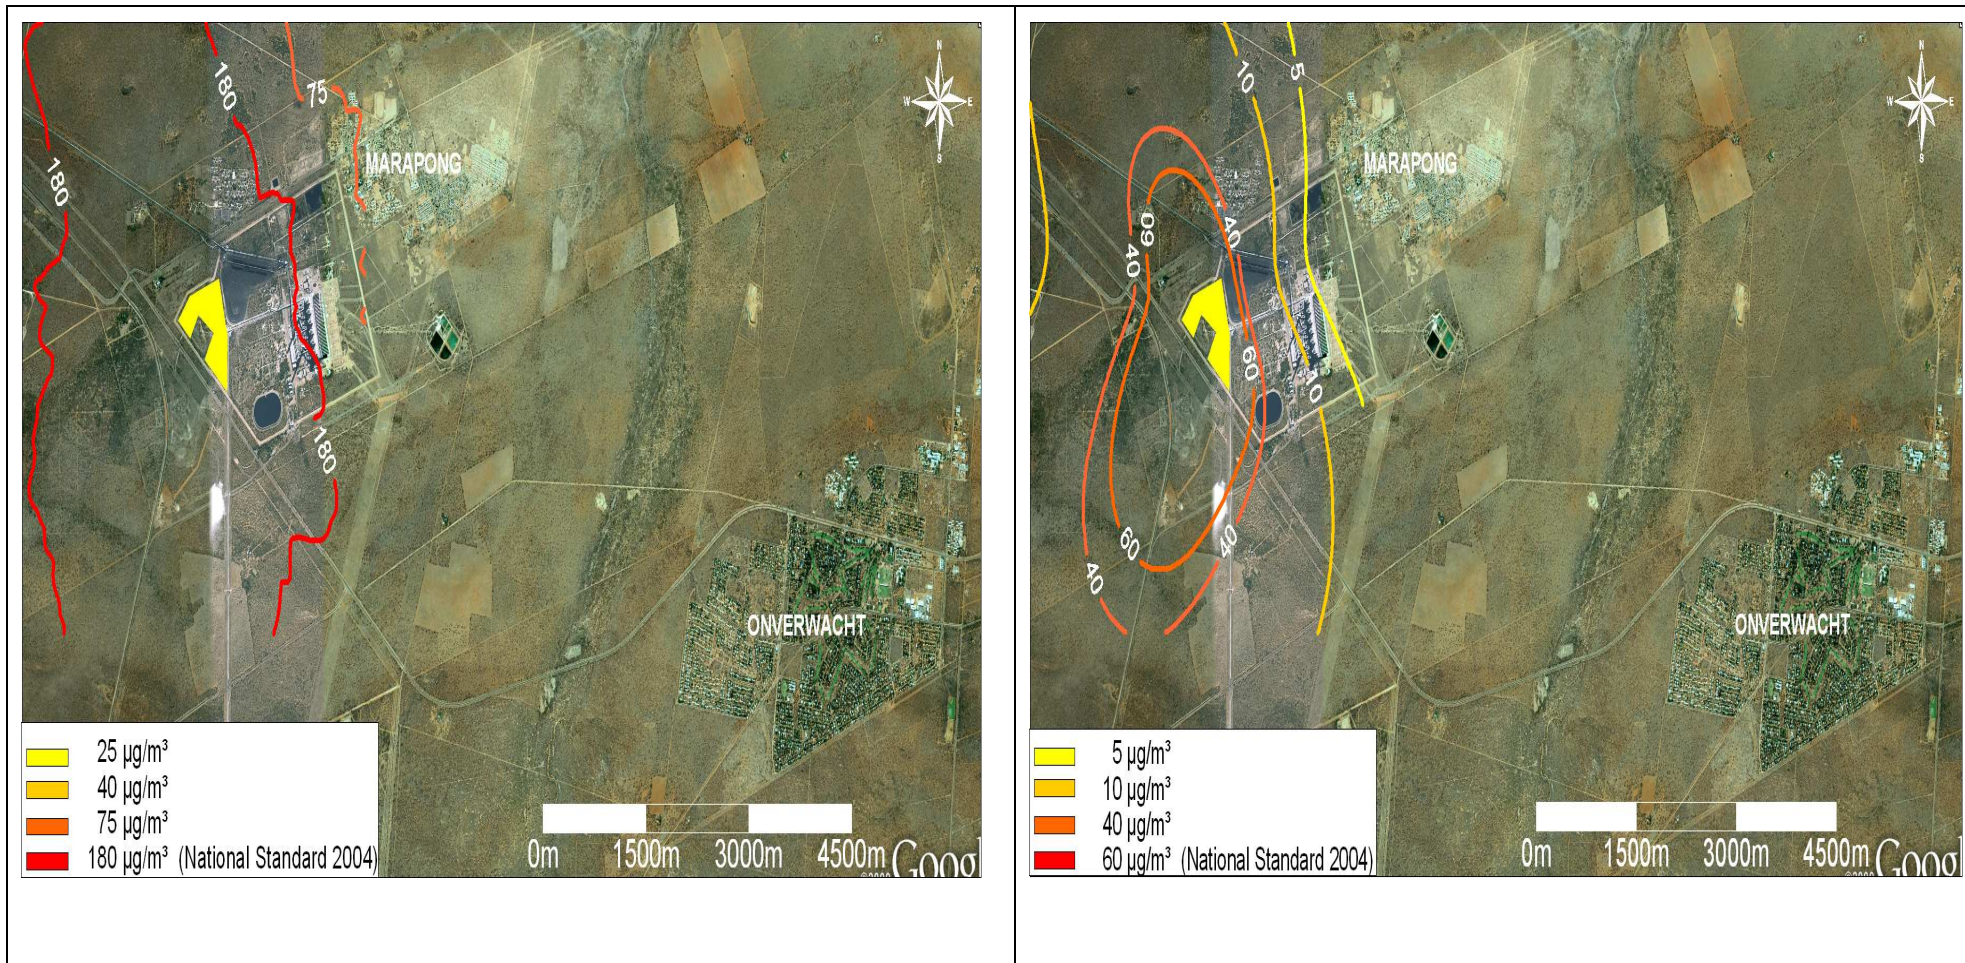 180
75
180
N
W E
S
MARAPONG
180
ONVERWACHT
25 µg/m³
40 µg/m³
75 µg/m³
180 µg/m³ (National Standard 2004)
0m 1500m 3000m 4500m
Googl
10
5
N
W E
S
MARAPONG
60
40
40
60
10
60
40
40
ONVERWACHT
5 µg/m³
10 µg/m³
40 µg/m³
60 µg/m³ (National Standard 2004)
0m 1500m 3000m 4500m
Googl